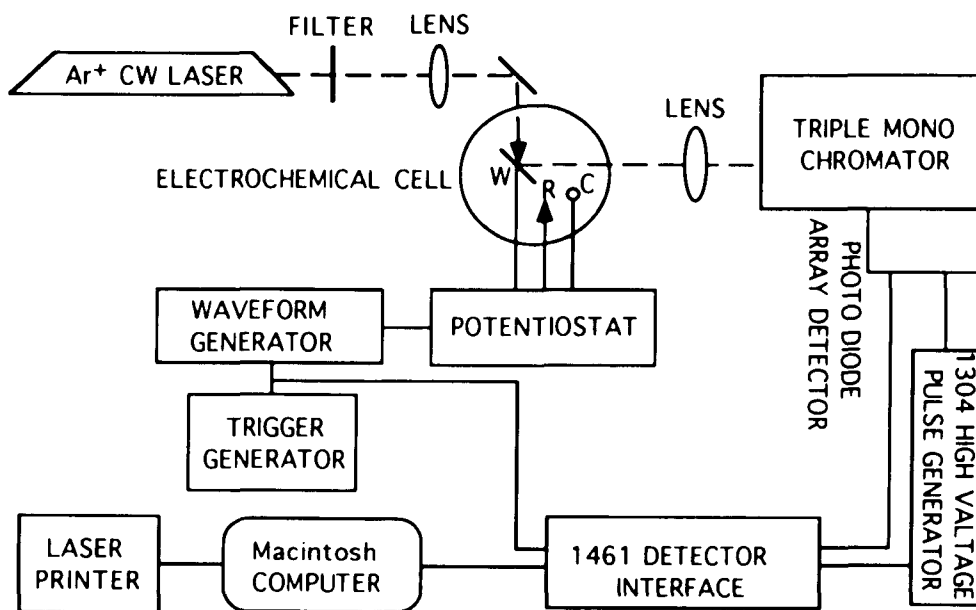 FILTER
LENS
Ar+ CW LASER
LENS
TRIPLE MONO
CHROMATOR
ELECTROCHEMICAL CELL
W
R
C
PHOTO DIODE
ARRAY DETECTOR
WAVEFORM
GENERATOR
POTENTIOSTAT
TRIGGER
GENERATOR
1304 HIGH VALTAGE
PULSE GENERATOR
LASER
PRINTER
Macintosh
COMPUTER
1461 DETECTOR
INTERFACE